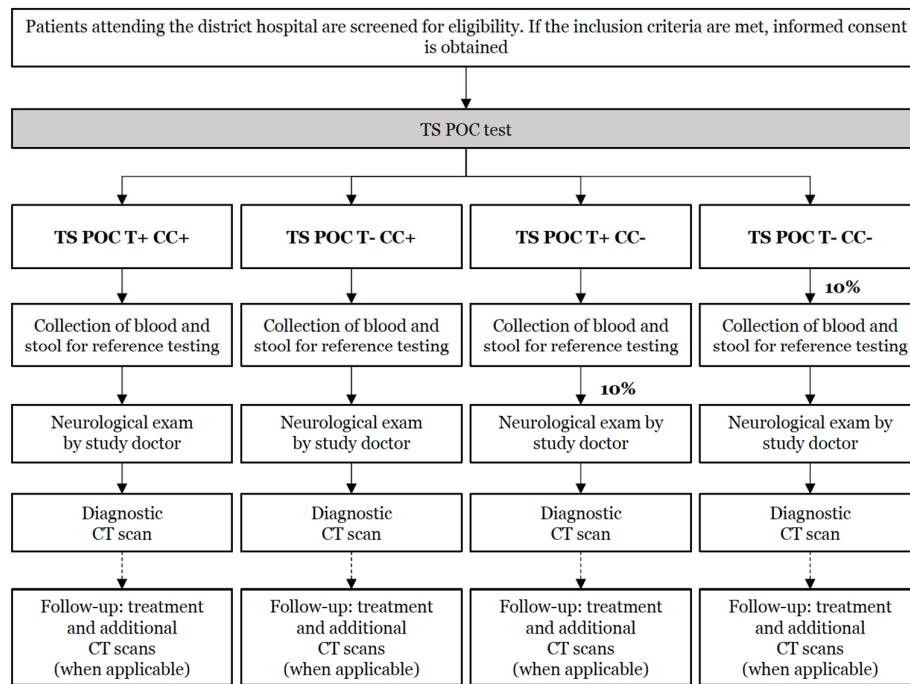 Patients attending the district hospital are screened for eligibility. If the inclusion criteria are met, informed consent
is obtained
TS POC test
TS POC T+ CC+
TS POC T- CC+
TS POC T+ CC-
TS POC T- CC-
10%
Collection of blood and
stool for reference testing
Collection of blood and
stool for reference testing
Collection of blood and
stool for reference testing
Collection of blood and
stool for reference testing
10%
Neurological exam
by study doctor
Neurological exam
by study doctor
Neurological exam by
study doctor
Neurological exam by
study doctor
Diagnostic
CT scan
Diagnostic
CT scan
Diagnostic
CT scan
Diagnostic
CT scan
Follow-up: treatment
and additional
CT scans
(when applicable)
Follow-up: treatment
and additional
CT scans
(when applicable)
Follow-up: treatment
and additional
CT scans
(when applicable)
Follow-up: treatment
and additional
CT scans
(when applicable)